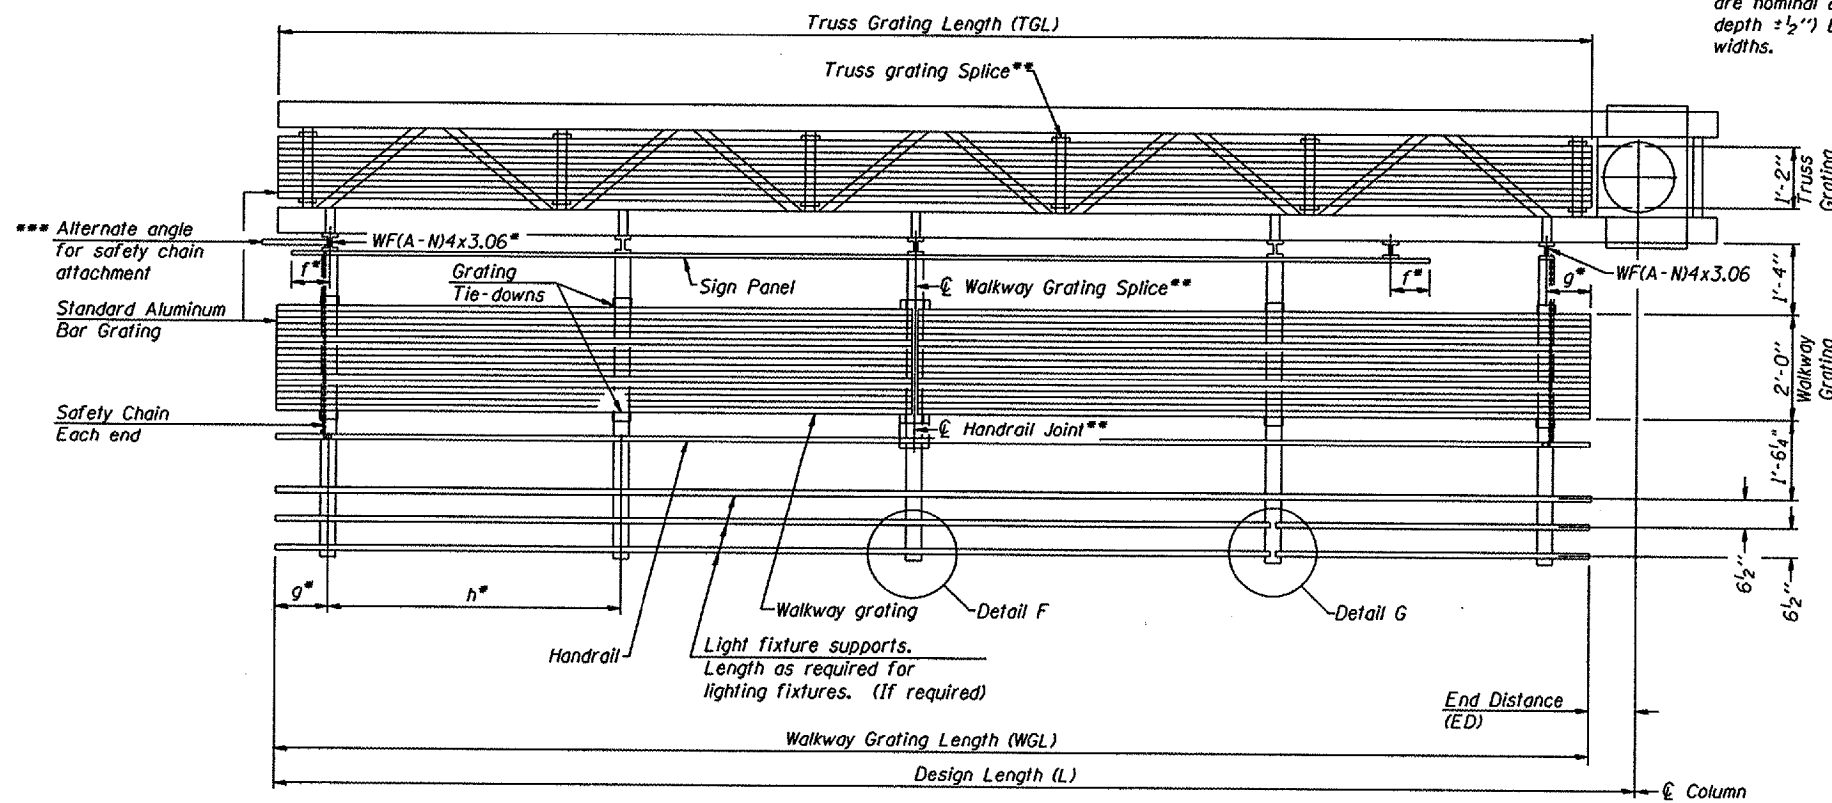 are nominal
depth ±½")
widths.
Truss Grating Length (TGL)
Truss grating Splice**
1'-2"
Truss
Grating
*** Alternate angle
for safety chain
attachment
WF(A-N)4x3.06*
f*
Grating
Tie-downs
Sign Panel
℄ Walkway Grating Splice**
f*
g*
WF(A-N)4x3.06
1'-4"
Standard Aluminum
Bar Grating
2'-0"
Walkway
Grating
Safety Chain
Each end
℄ Handrail Joint**
1'-6¼"
6½"
6½"
g*
h*
Walkway grating
Detail F
Detail G
Handrail
Light fixture supports.
Length as required for
lighting fixtures. (If required)
End Distance
(ED)
Walkway Grating Length (WGL)
Design Length (L)
℄ Column